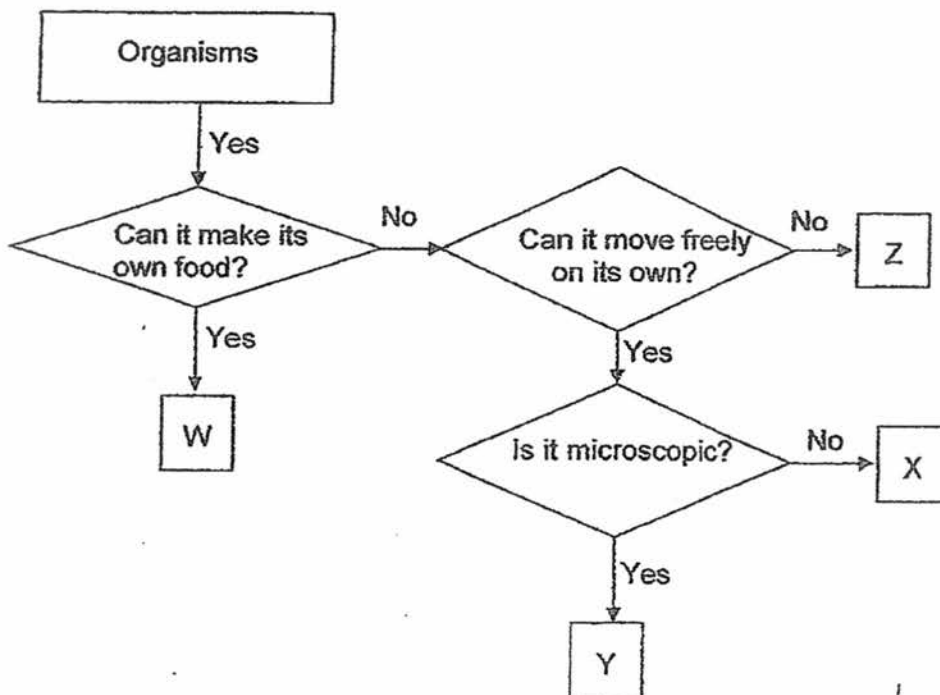 Organisms
Yes
Can it make its
own food?
No
Can it move freely
on its own?
No
Z
Yes
W
Yes
Is it microscopic?
No
X
Yes
Y